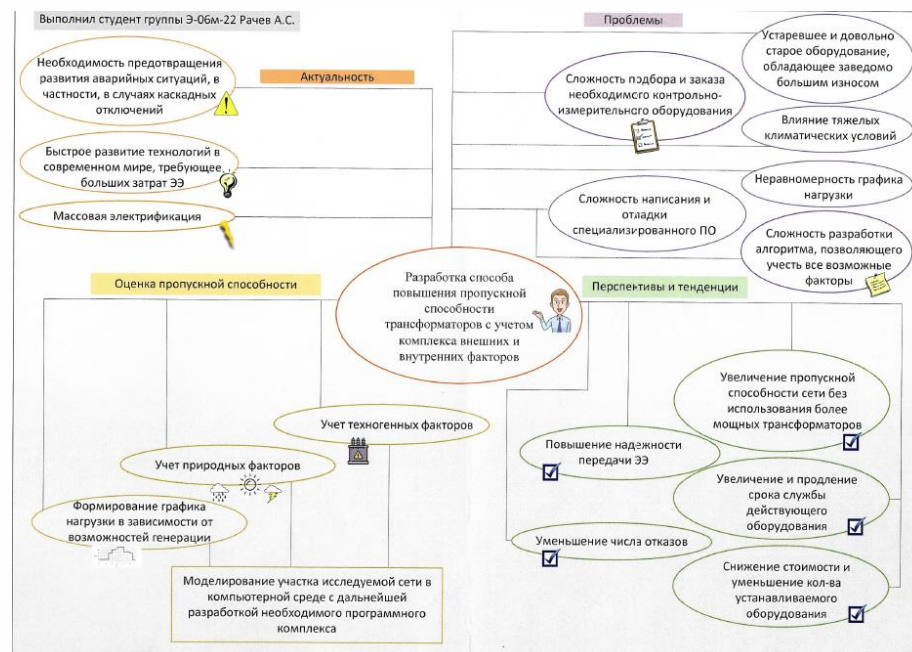 Выполнил студент группы Э-06м-22 Рачев А.С.
Необходимость предотвращения
развития аварийных ситуаций, в
частности, в случаях каскадных
отключений
Актуальность
Быстрое развитие технологий в
современном мире, требующее
больших затрат ЭЭ
Массовая электрификация
Проблемы
Сложность подбора и заказа
необходимого контрольно-
измерительного оборудования
Устаревшее и довольно
старое оборудование,
обладающее заведомо
большим износом
Влияние тяжелых
климатических условий
Неравномерность графика
нагрузки
Сложность написания и
отладки
специализированного ПО
Сложность разработки
алгоритма, позволяющего
учесть все возможные
факторы
Разработка способа
повышения пропускной
способности
трансформаторов с учетом
комплекса внешних и
внутренних факторов
Оценка пропускной способности
Учет техногенных факторов
Учет природных факторов
Формирование графика
нагрузки в зависимости от
возможностей генерации
Моделирование участка исследуемой сети в
компьютерной среде с дальнейшей
разработкой необходимого программного
комплекса
Перспективы и тенденции
Увеличение пропускной
способности сети без
использования более
мощных трансформаторов
Повышение надежности
передачи ЭЭ
Увеличение и продление
срока службы
действующего
оборудования
Уменьшение числа отказов
Снижение стоимости и
уменьшение кол-ва
устанавливаемого
оборудования